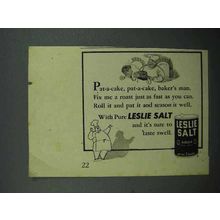 Pat-a-cake, pat-a-cake, baker's man.
Fix me a roast just as fast as you can.
Roll it and pat it and season it well,
With Pure LESLIE SALT
and it's sure to
taste swell.
LESLIE
SALT
22